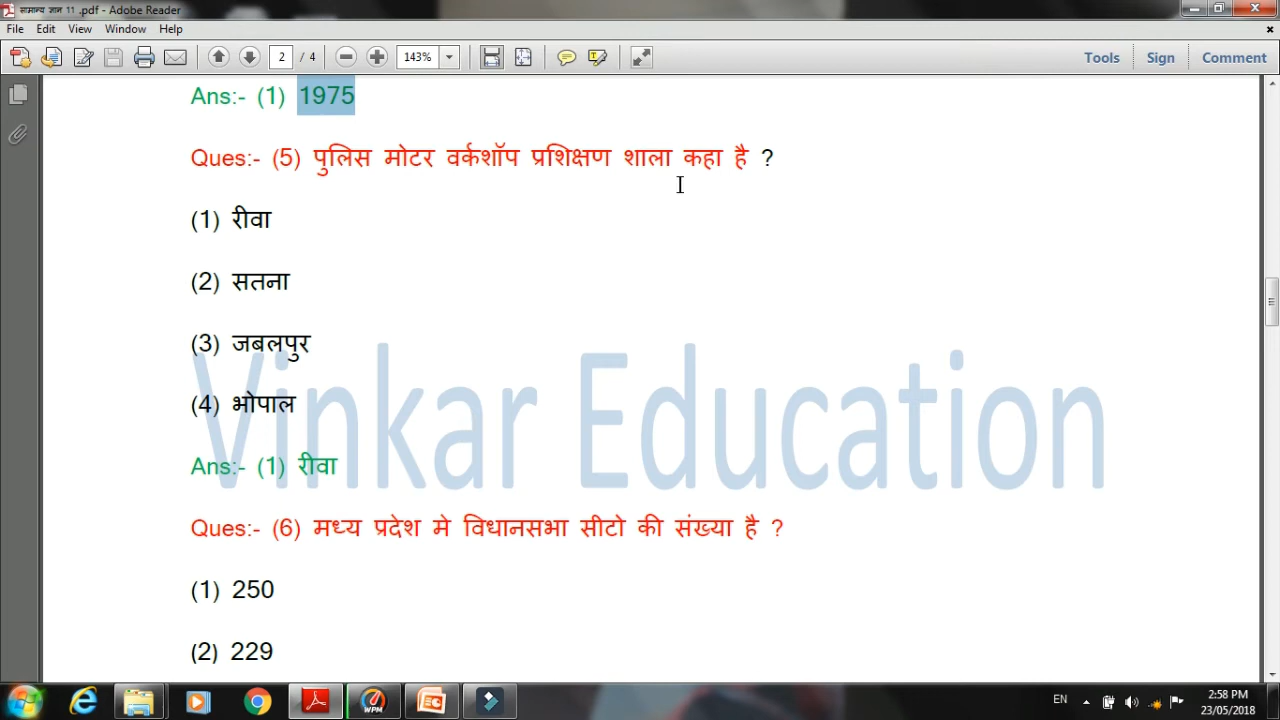 सामान्य ज्ञान 11 .pdf - Adobe Reader
File Edit View Window Help
2 / 4 143% Tools Sign Comment
Ans:- (1) 1975
Ques:- (5) पुलिस मोटर वर्कशॉप प्रशिक्षण शाला कहा है ?
(1) रीवा
(2) सतना
(3) जबलपुर
(4) भोपाल
Vinkar Education
Ans:- (1) रीवा
Ques:- (6) मध्य प्रदेश मे विधानसभा सीटो की संख्या है ?
(1) 250
(2) 229
WPM
EN 2:58 PM
23/05/2018